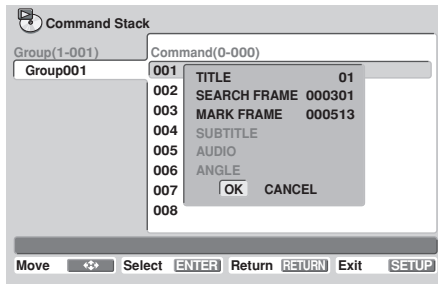 Command Stack
Group(1-001) Command(0-000)
Group001 001
TITLE 01
002 SEARCH FRAME 000301
003 MARK FRAME 000513
004 SUBTITLE
005 AUDIO
006 ANGLE
007 OK CANCEL
008
Move Select ENTER Return RETURN Exit SETUP